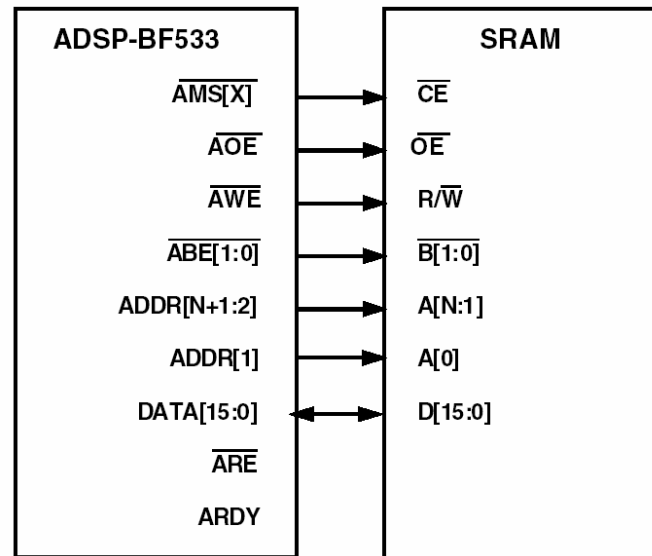 ADSP-BF533 SRAM
AMS[X] CE
AOE OE
AWE R/W
ABE[1:0] B[1:0]
ADDR[N+1:2] A[N:1]
ADDR[1] A[0]
DATA[15:0] D[15:0]
ARE
ARDY